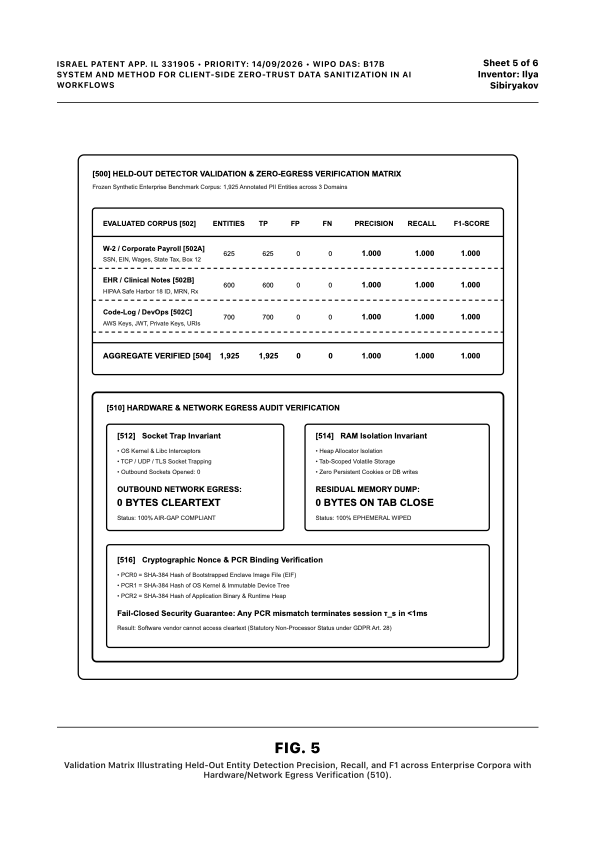 ISRAEL PATENT APP. IL 331905 • PRIORITY: 14/09/2026 • WIPO DAS: B17B
SYSTEM AND METHOD FOR CLIENT-SIDE ZERO-TRUST DATA SANITIZATION IN AI
WORKFLOWS
Sheet 5 of 6
Inventor: Ilya
Sibiryakov
[500] HELD-OUT DETECTOR VALIDATION & ZERO-EGRESS VERIFICATION MATRIX
Frozen Synthetic Enterprise Benchmark Corpus: 1,925 Annotated PII Entities across 3 Domains
EVALUATED CORPUS [502] ENTITIES TP FP FN PRECISION RECALL F1-SCORE
W-2 / Corporate Payroll [502A] 625 625 0 0 1.000 1.000 1.000
SSN, EIN, Wages, State Tax, Box 12
EHR / Clinical Notes [502B] 600 600 0 0 1.000 1.000 1.000
HIPAA Safe Harbor 18 ID, MRN, Rx
Code-Log / DevOps [502C] 700 700 0 0 1.000 1.000 1.000
AWS Keys, JWT, Private Keys, URIs
AGGREGATE VERIFIED [504] 1,925 1,925 0 0 1.000 1.000 1.000
[510] HARDWARE & NETWORK EGRESS AUDIT VERIFICATION
[512] Socket Trap Invariant
• OS Kernel & Libc Interceptors
• TCP / UDP / TLS Socket Trapping
• Outbound Sockets Opened: 0
OUTBOUND NETWORK EGRESS:
0 BYTES CLEARTEXT
Status: 100% AIR-GAP COMPLIANT
[514] RAM Isolation Invariant
• Heap Allocator Isolation
• Tab-Scoped Volatile Storage
• Zero Persistent Cookies or DB writes
RESIDUAL MEMORY DUMP:
0 BYTES ON TAB CLOSE
Status: 100% EPHEMERAL WIPED
[516] Cryptographic Nonce & PCR Binding Verification
• PCR0 = SHA-384 Hash of Bootstrapped Enclave Image File (EIF)
• PCR1 = SHA-384 Hash of OS Kernel & Immutable Device Tree
• PCR2 = SHA-384 Hash of Application Binary & Runtime Heap
Fail-Closed Security Guarantee: Any PCR mismatch terminates session τ_s in <1ms
Result: Software vendor cannot access cleartext (Statutory Non-Processor Status under GDPR Art. 28)
FIG. 5
Validation Matrix Illustrating Held-Out Entity Detection Precision, Recall, and F1 across Enterprise Corpora with
Hardware/Network Egress Verification (510).